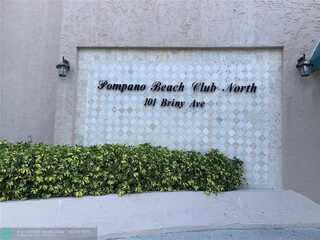 Pompano Beach Club North
101 Briny Ave